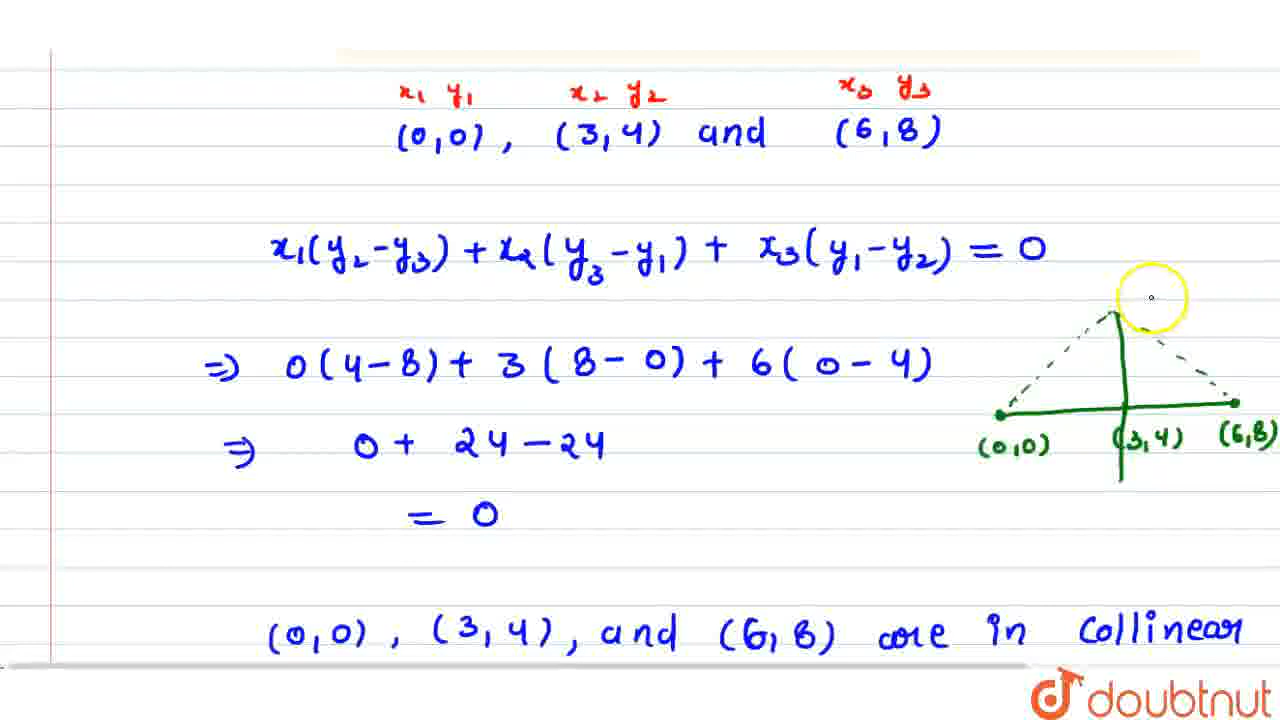 x1 y1 x2 y2 x3 y3
(0,0), (3,4) and (6,8)
x1(y2-y3)+x2(y3-y1)+ x3(y1-y2)=0
⇒ 0(4-8)+ 3(8-0)+ 6(0-4)
(0,0) (3,4) (6,8)
⇒ 0+ 24-24
= 0
(0,0), (3,4), and (6,8) are in Collinear
doubtnut